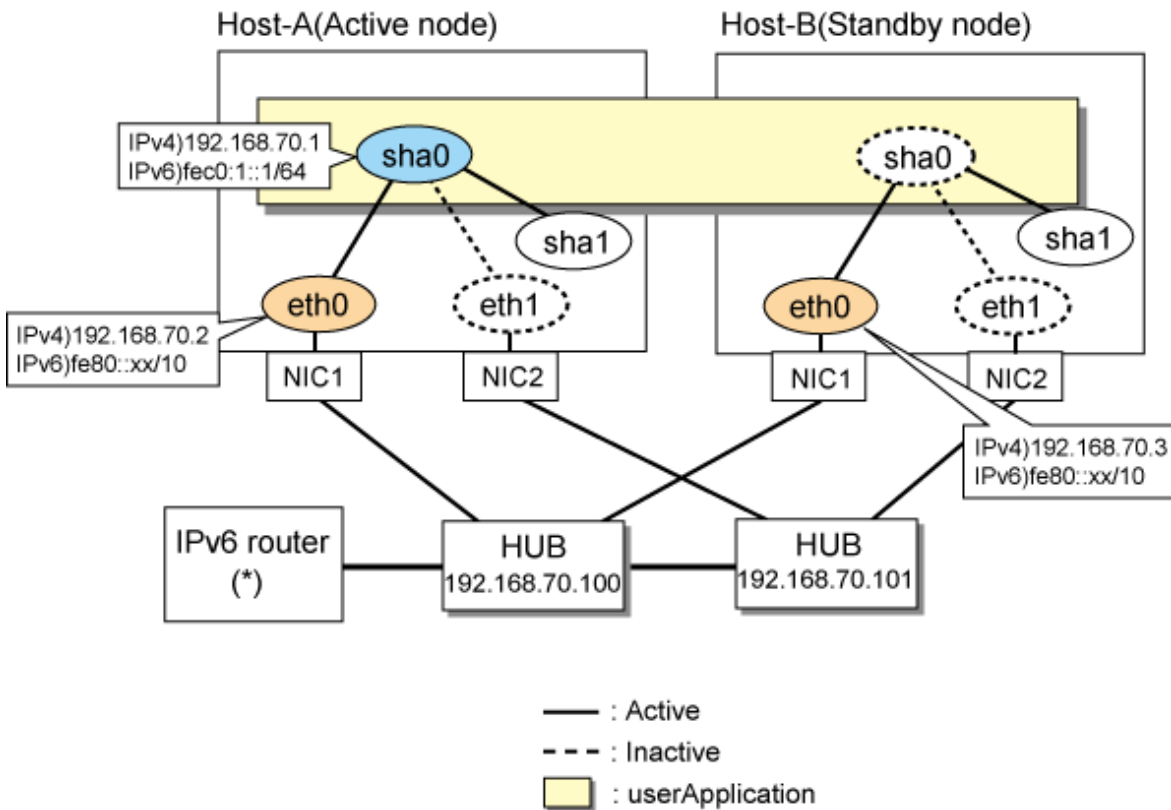 Host-A(Active node)
Host-B(Standby node)
IPv4)192.168.70.1
IPv6)fec0:1::1/64
sha0
sha0
sha1
sha1
eth0
eth1
eth0
eth1
IPv4)192.168.70.2
IPv6)fe80::xx/10
NIC1
NIC2
NIC1
NIC2
IPv4)192.168.70.3
IPv6)fe80::xx/10
IPv6 router
(*)
HUB
192.168.70.100
HUB
192.168.70.101
: Active
: Inactive
: userApplication